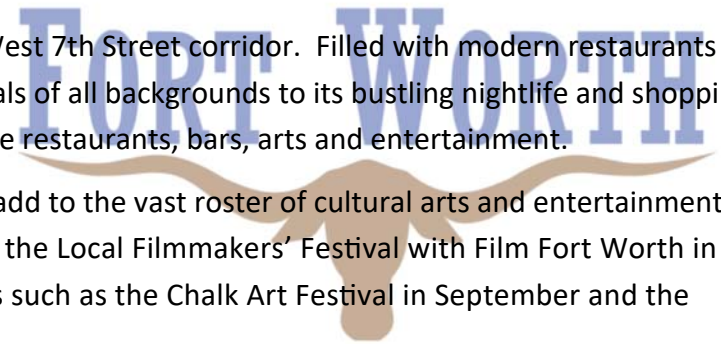 FORT WORTH
West 7th Street corridor. Filled with modern restaurants
als of all backgrounds to its bustling nightlife and shoppi
e restaurants, bars, arts and entertainment.
add to the vast roster of cultural arts and entertainment
the Local Filmmakers’ Festival with Film Fort Worth in
s such as the Chalk Art Festival in September and the